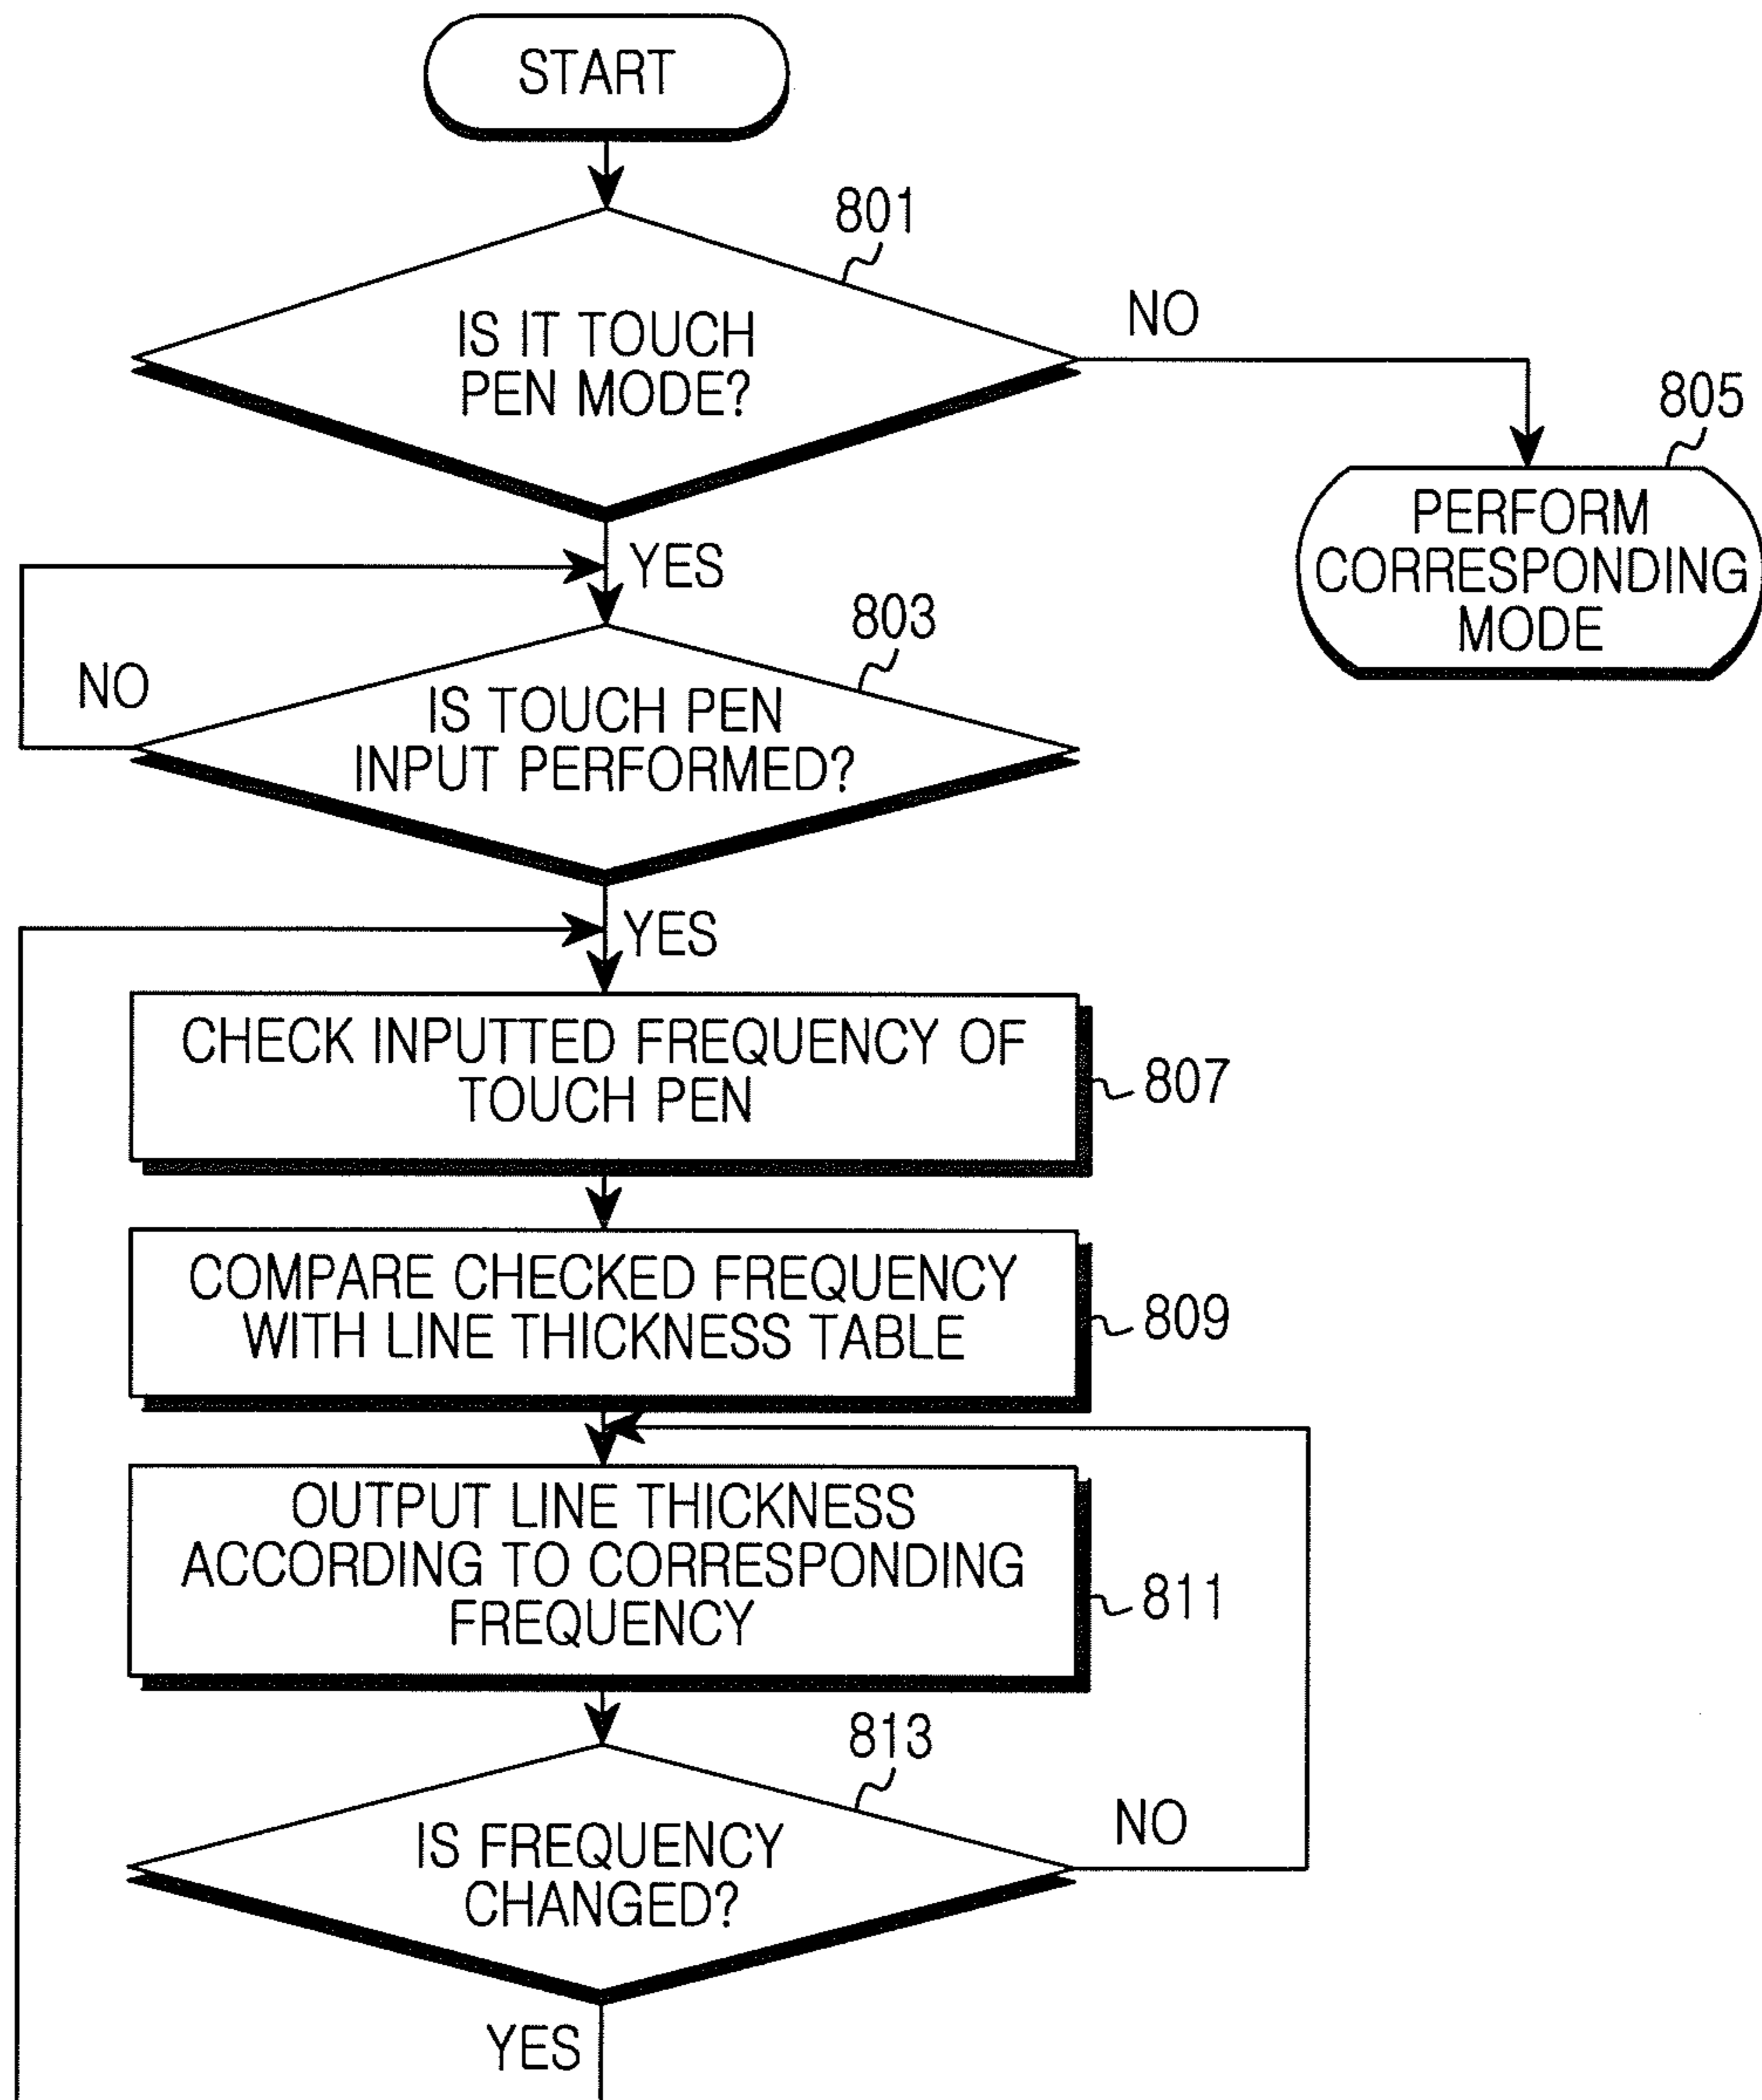 START
801
IS IT TOUCH
PEN MODE?
NO
805
PERFORM
CORRESPONDING
MODE
YES
803
NO
IS TOUCH PEN
INPUT PERFORMED?
YES
CHECK INPUTTED FREQUENCY OF
TOUCH PEN
807
COMPARE CHECKED FREQUENCY
WITH LINE THICKNESS TABLE
809
OUTPUT LINE THICKNESS
ACCORDING TO CORRESPONDING
FREQUENCY
811
813
IS FREQUENCY
CHANGED?
NO
YES